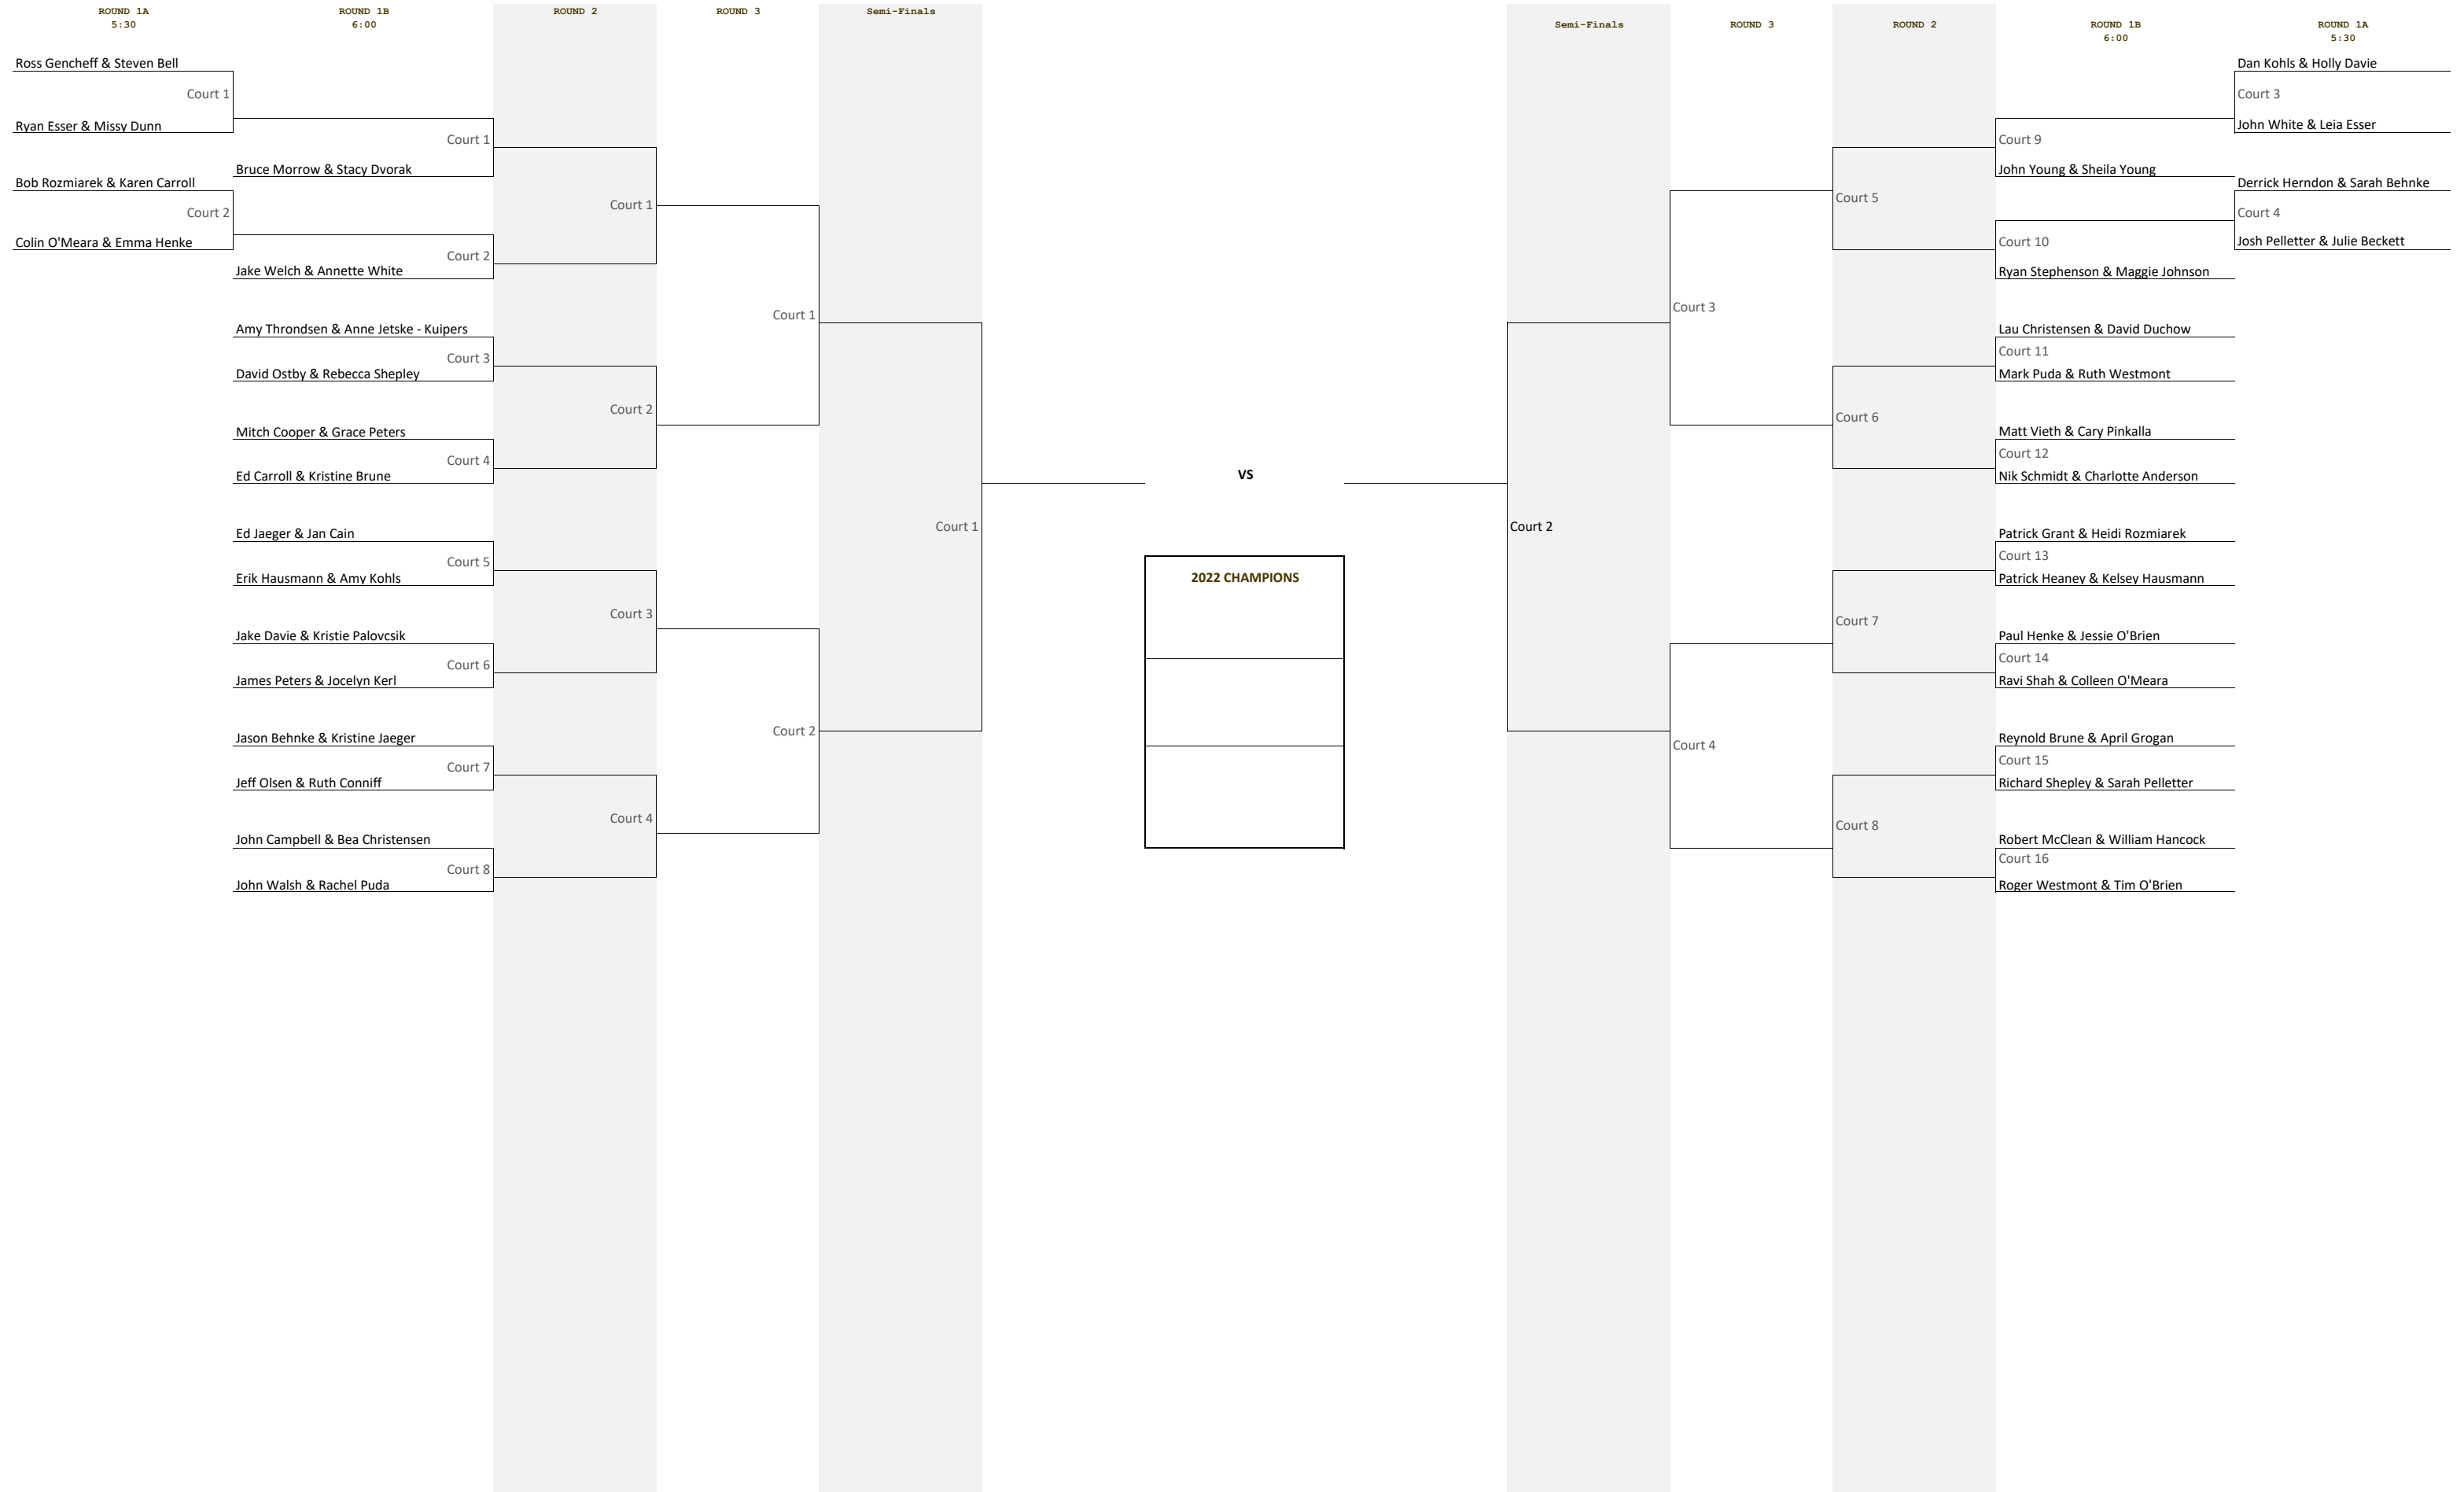 ROUND 1A
5:30
ROUND 1B
6:00
ROUND 2
ROUND 3
Semi-Finals
Semi-Finals
ROUND 3
ROUND 2
ROUND 1B
6:00
ROUND 1A
5:30
Ross Gencheff & Steven Bell
Court 1
Ryan Esser & Missy Dunn
Bob Rozmiarek & Karen Carroll
Court 2
Colin O'Meara & Emma Henke
Court 1
Bruce Morrow & Stacy Dvorak
Court 2
Jake Welch & Annette White
Amy Throndsen & Anne Jetske - Kuipers
Court 3
David Ostby & Rebecca Shepley
Mitch Cooper & Grace Peters
Court 4
Ed Carroll & Kristine Brune
Ed Jaeger & Jan Cain
Court 5
Erik Hausmann & Amy Kohls
Jake Davie & Kristie Palovcsik
Court 6
James Peters & Jocelyn Kerl
Jason Behnke & Kristine Jaeger
Court 7
Jeff Olsen & Ruth Conniff
John Campbell & Bea Christensen
Court 8
John Walsh & Rachel Puda
Court 1
Court 2
Court 3
Court 4
Court 1
Court 2
Court 1
VS
2022 CHAMPIONS
Court 2
Court 3
Court 4
Court 5
Court 6
Court 7
Court 8
Court 9
John Young & Sheila Young
Court 10
Ryan Stephenson & Maggie Johnson
Lau Christensen & David Duchow
Court 11
Mark Puda & Ruth Westmont
Matt Vieth & Cary Pinkalla
Court 12
Nik Schmidt & Charlotte Anderson
Patrick Grant & Heidi Rozmiarek
Court 13
Patrick Heaney & Kelsey Hausmann
Paul Henke & Jessie O'Brien
Court 14
Ravi Shah & Colleen O'Meara
Reynold Brune & April Grogan
Court 15
Richard Shepley & Sarah Pelletter
Robert McClean & William Hancock
Court 16
Roger Westmont & Tim O'Brien
Dan Kohls & Holly Davie
Court 3
John White & Leia Esser
Derrick Herndon & Sarah Behnke
Court 4
Josh Pelletter & Julie Beckett